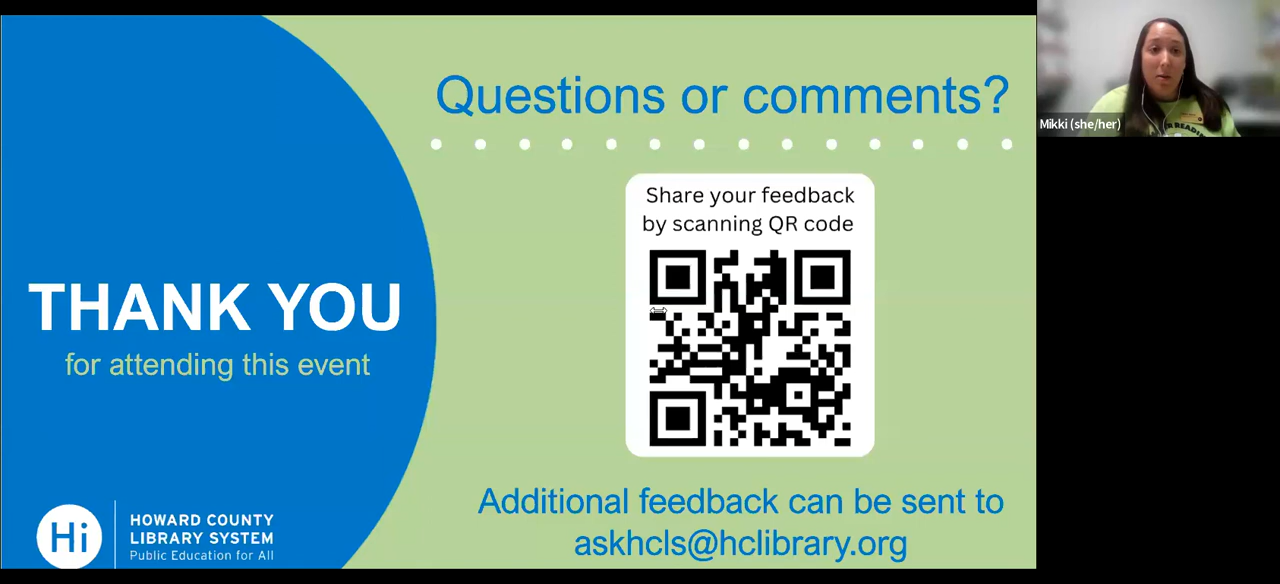 Questions or comments?
Share your feedback
by scanning QR code
THANK YOU
for attending this event
Additional feedback can be sent to
askhcls@hclibrary.org
Hi
HOWARD COUNTY
LIBRARY SYSTEM
Public Education for All
Mikki (she/her)